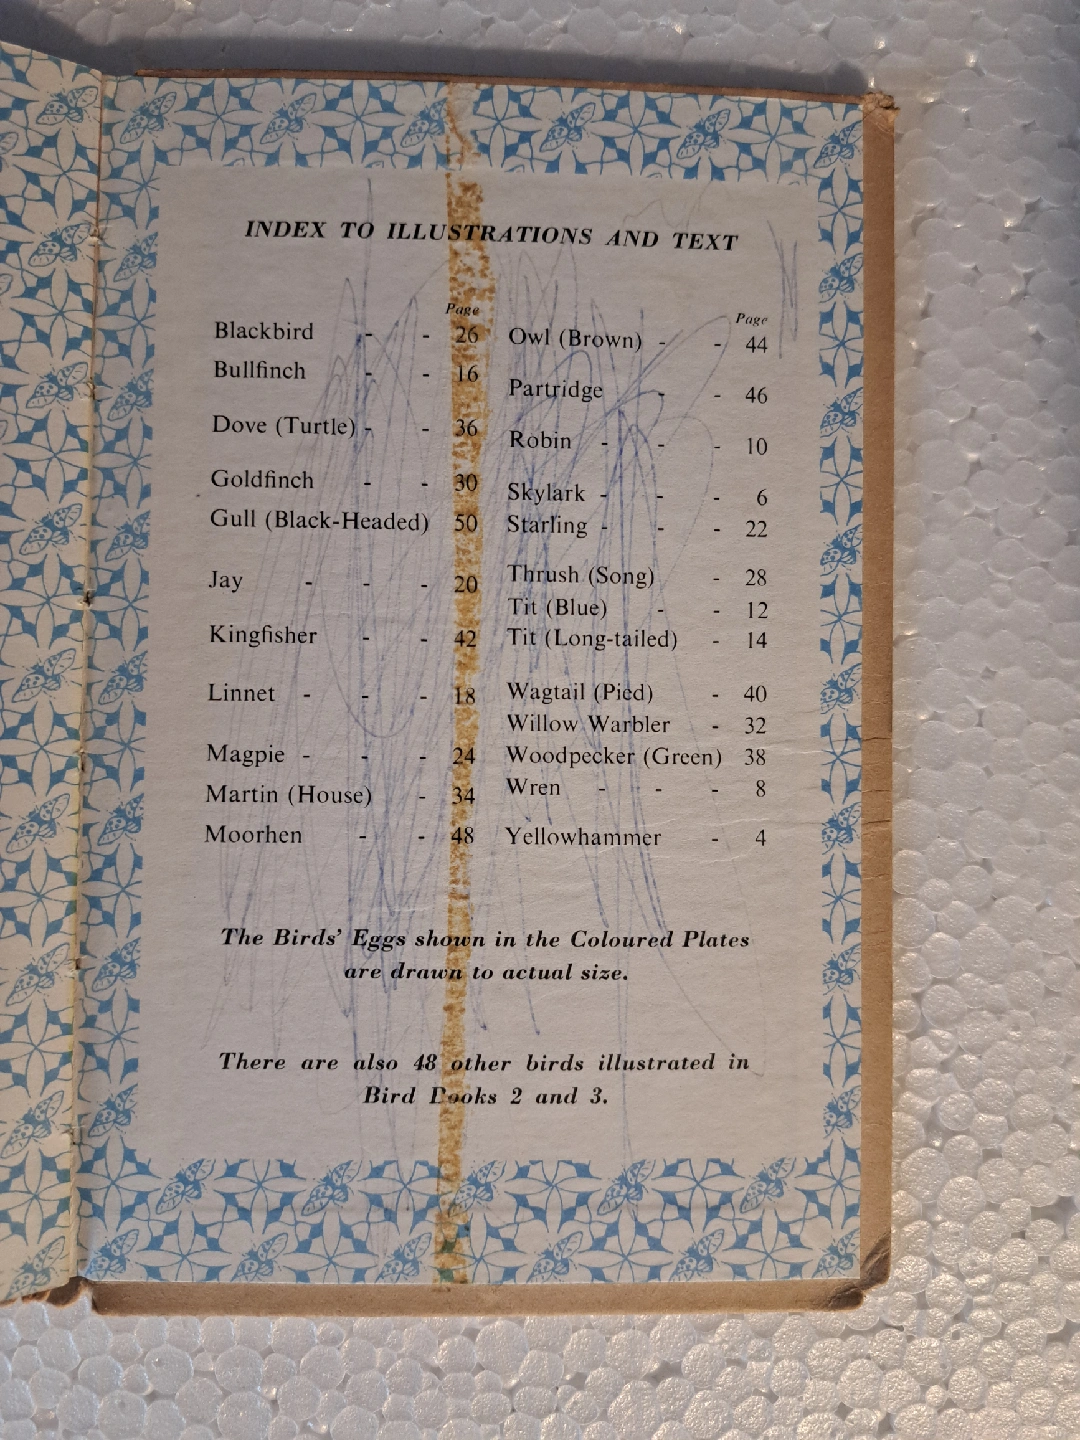 INDEX TO ILLUSTRATIONS AND TEXT
Page
Blackbird - - 26
Bullfinch - - 16
Dove (Turtle) - - 36
Goldfinch - - 30
Gull (Black-Headed) 50
Jay - - - 20
Kingfisher - - 42
Linnet - - - 18
Magpie - - - 24
Martin (House) - 34
Moorhen - - 48
Page
Owl (Brown) - - 44
Partridge - - 46
Robin - - - 10
Skylark - - - 6
Starling - - - 22
Thrush (Song) - 28
Tit (Blue) - - 12
Tit (Long-tailed) - 14
Wagtail (Pied) - 40
Willow Warbler - 32
Woodpecker (Green) 38
Wren - - - 8
Yellowhammer - 4
The Birds' Eggs shown in the Coloured Plates
are drawn to actual size.
There are also 48 other birds illustrated in
Bird Books 2 and 3.